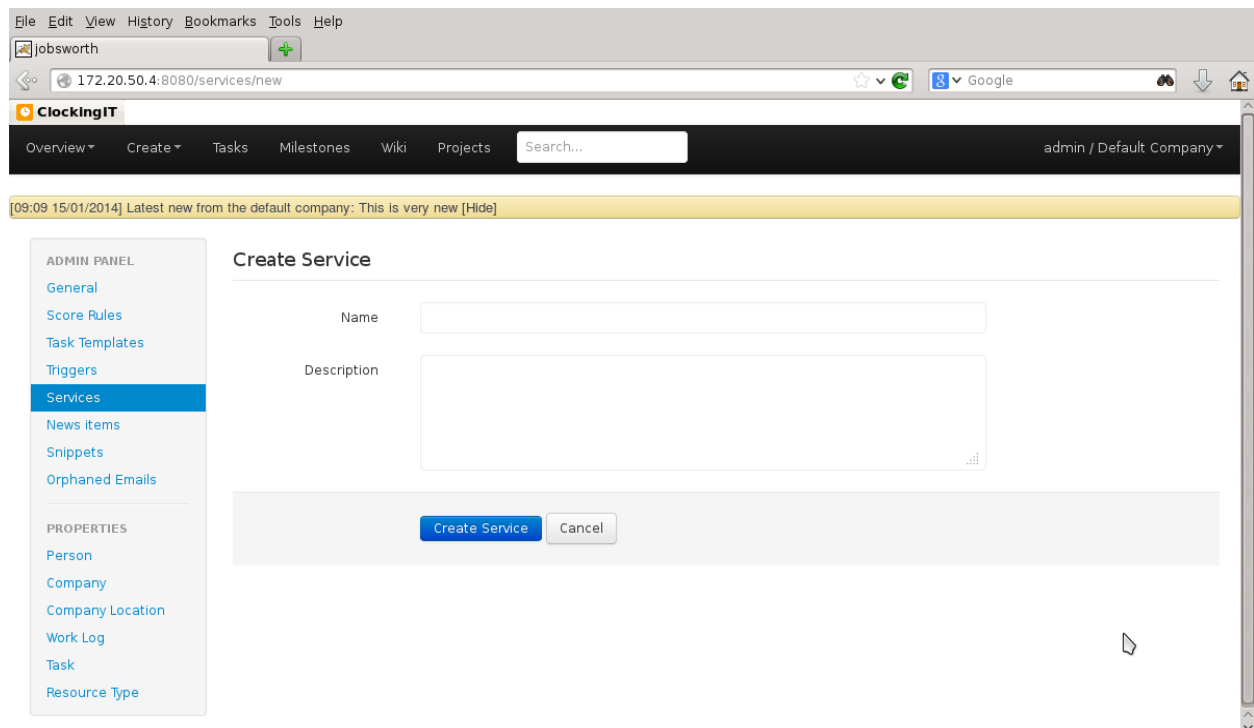 File Edit View History Bookmarks Tools Help
jobsworth
172.20.50.4:8080/services/new
Google
ClockingIT
Overview Create Tasks Milestones Wiki Projects Search... admin / Default Company
[09:09 15/01/2014] Latest new from the default company: This is very new [Hide]
ADMIN PANEL
General
Score Rules
Task Templates
Triggers
Services
News items
Snippets
Orphaned Emails
PROPERTIES
Person
Company
Company Location
Work Log
Task
Resource Type
Create Service
Name
Description
Create Service Cancel